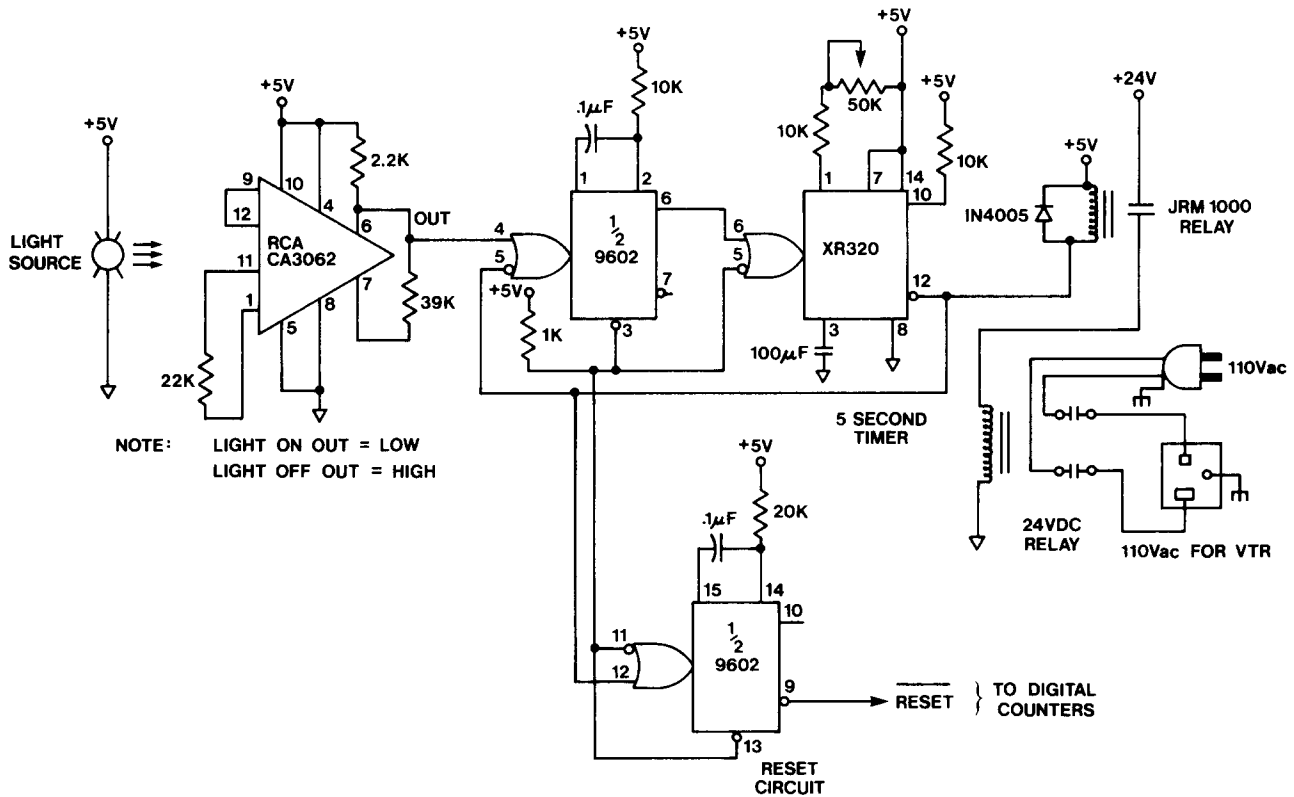 +5V
LIGHT
SOURCE
+5V
2.2K
9
10
12
4
6
OUT
RCA
CA3062
11
7
1
8
5
39K
22K
NOTE: LIGHT ON OUT = LOW
LIGHT OFF OUT = HIGH
+5V
10K
.1μF
1
2
4
5
6
1/2
9602
7
3
+5V
1K
+5V
50K
10K
+5V
10K
1
7
14
10
6
5
XR320
12
3
8
100μF
5 SECOND
TIMER
+24V
+5V
IN4005
JRM 1000
RELAY
110Vac
24VDC
RELAY
110Vac FOR VTR
+5V
20K
.1μF
15
14
10
1/2
9602
11
12
9
13
RESET
CIRCUIT
RESET } TO DIGITAL
COUNTERS